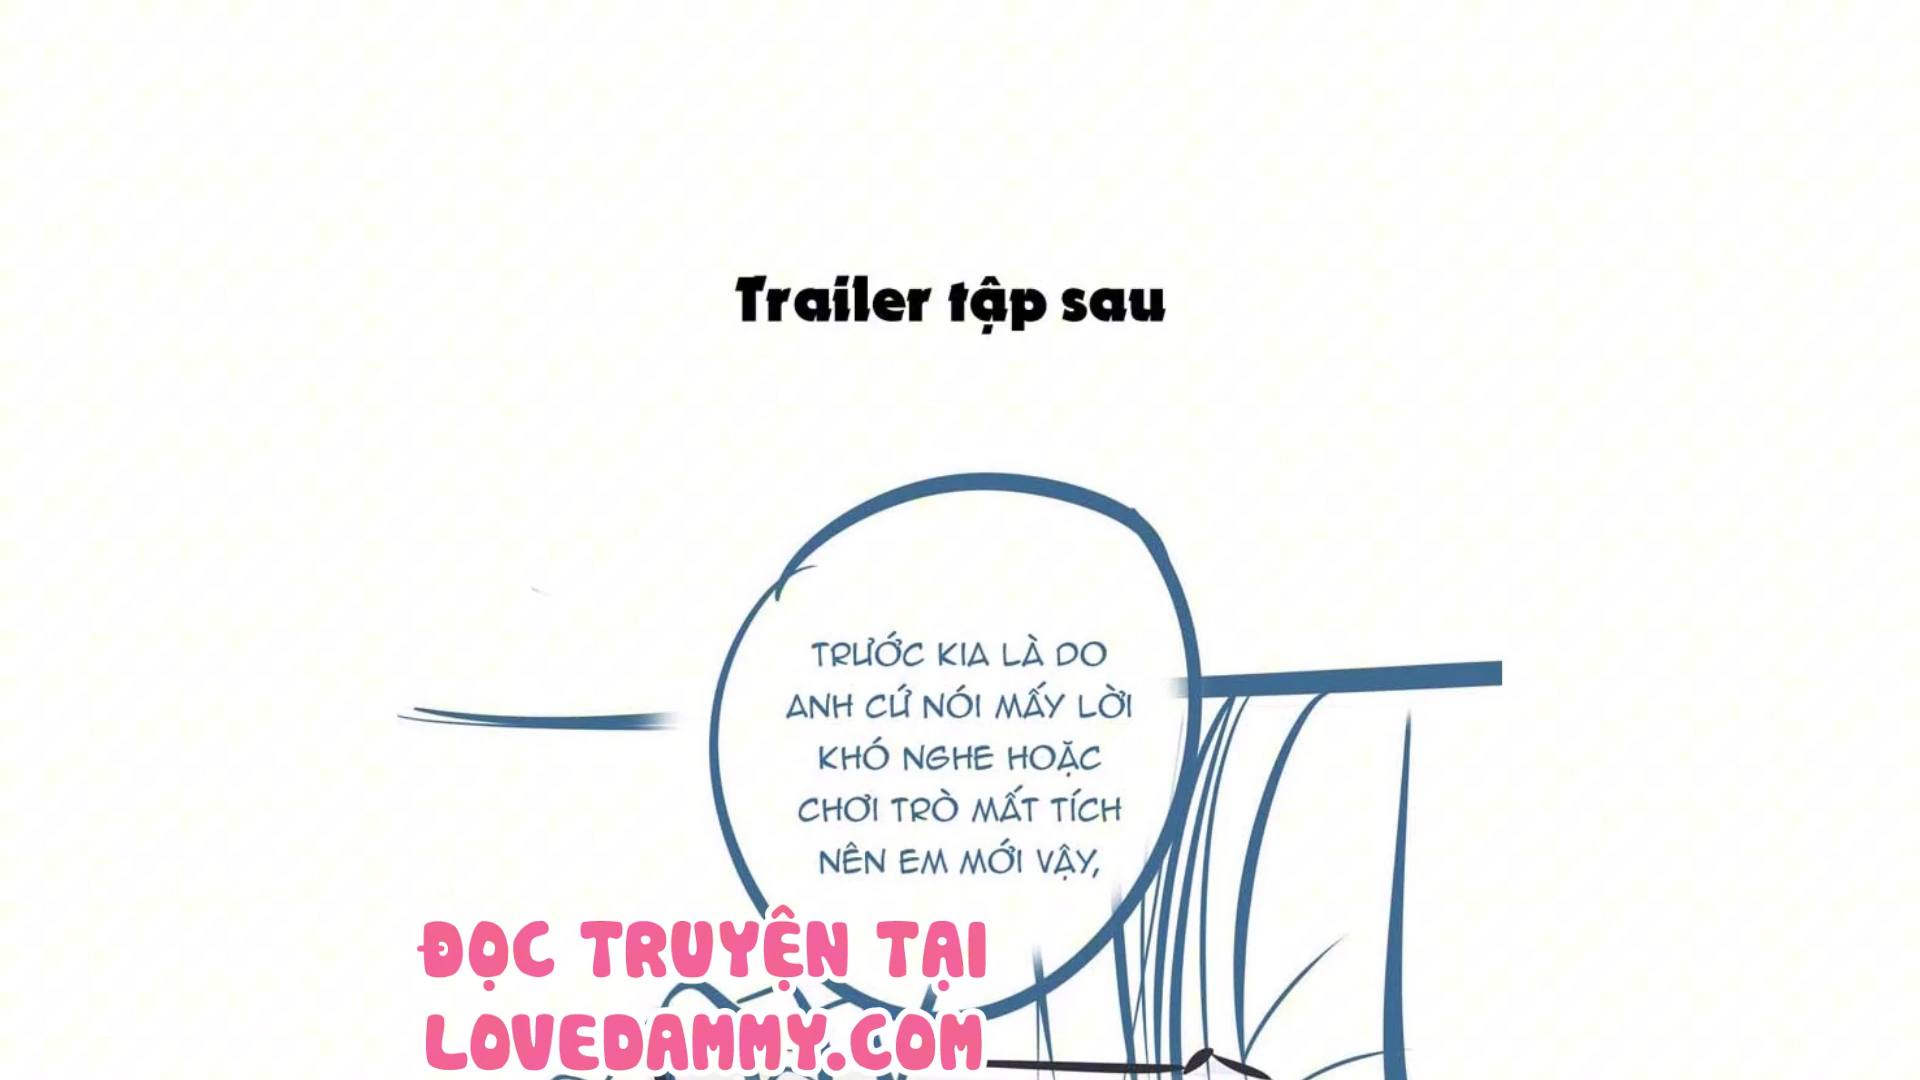 Trailer tập sau
TRƯỚC KIA LÀ DO
ANH CỨ NÓI MẤY LỜI
KHÓ NGHE HOẶC
CHƠI TRÒ MẤT TÍCH
NÊN EM MỚI VẬY,
ĐỌC TRUYỆN TẠI
LOVEDAMMY.COM